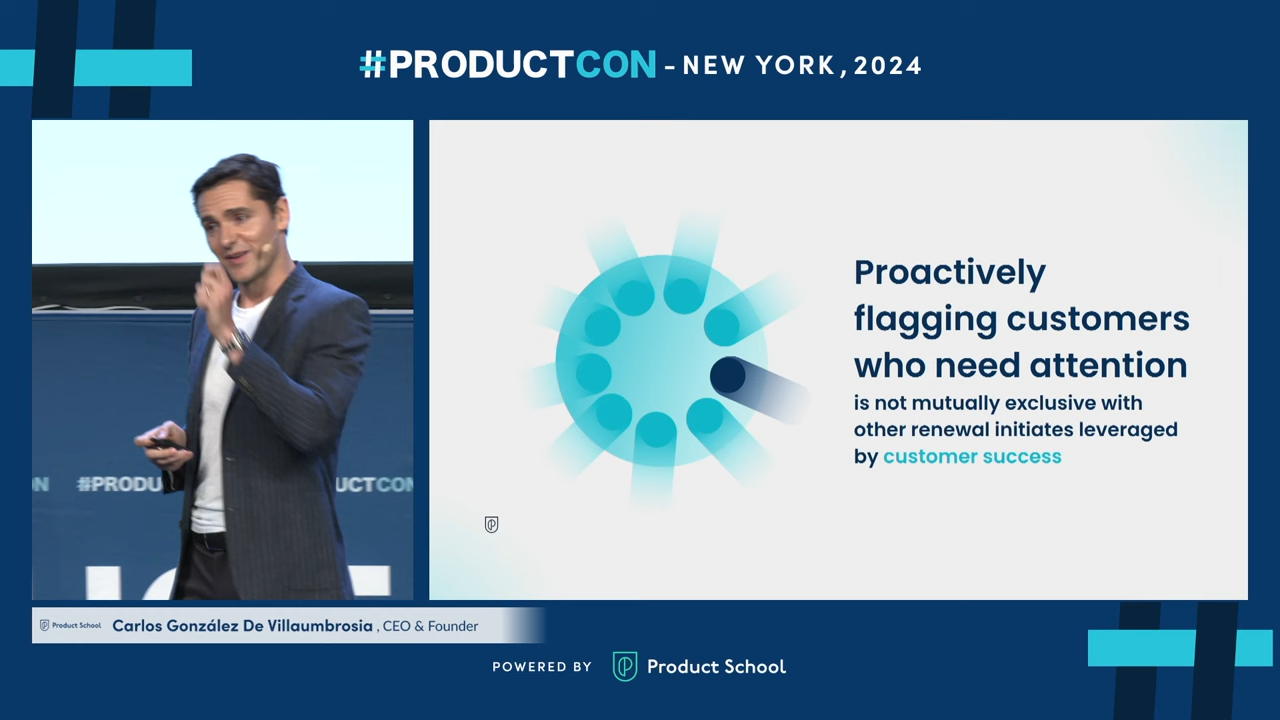 #PRODUCTCON - NEW YORK, 2024
Proactively
flagging customers
who need attention
is not mutually exclusive with
other renewal initiates leveraged
by customer success
ON #PRODU UCTCON
Product School Carlos González De Villaumbrosia , CEO & Founder
POWERED BY Product School